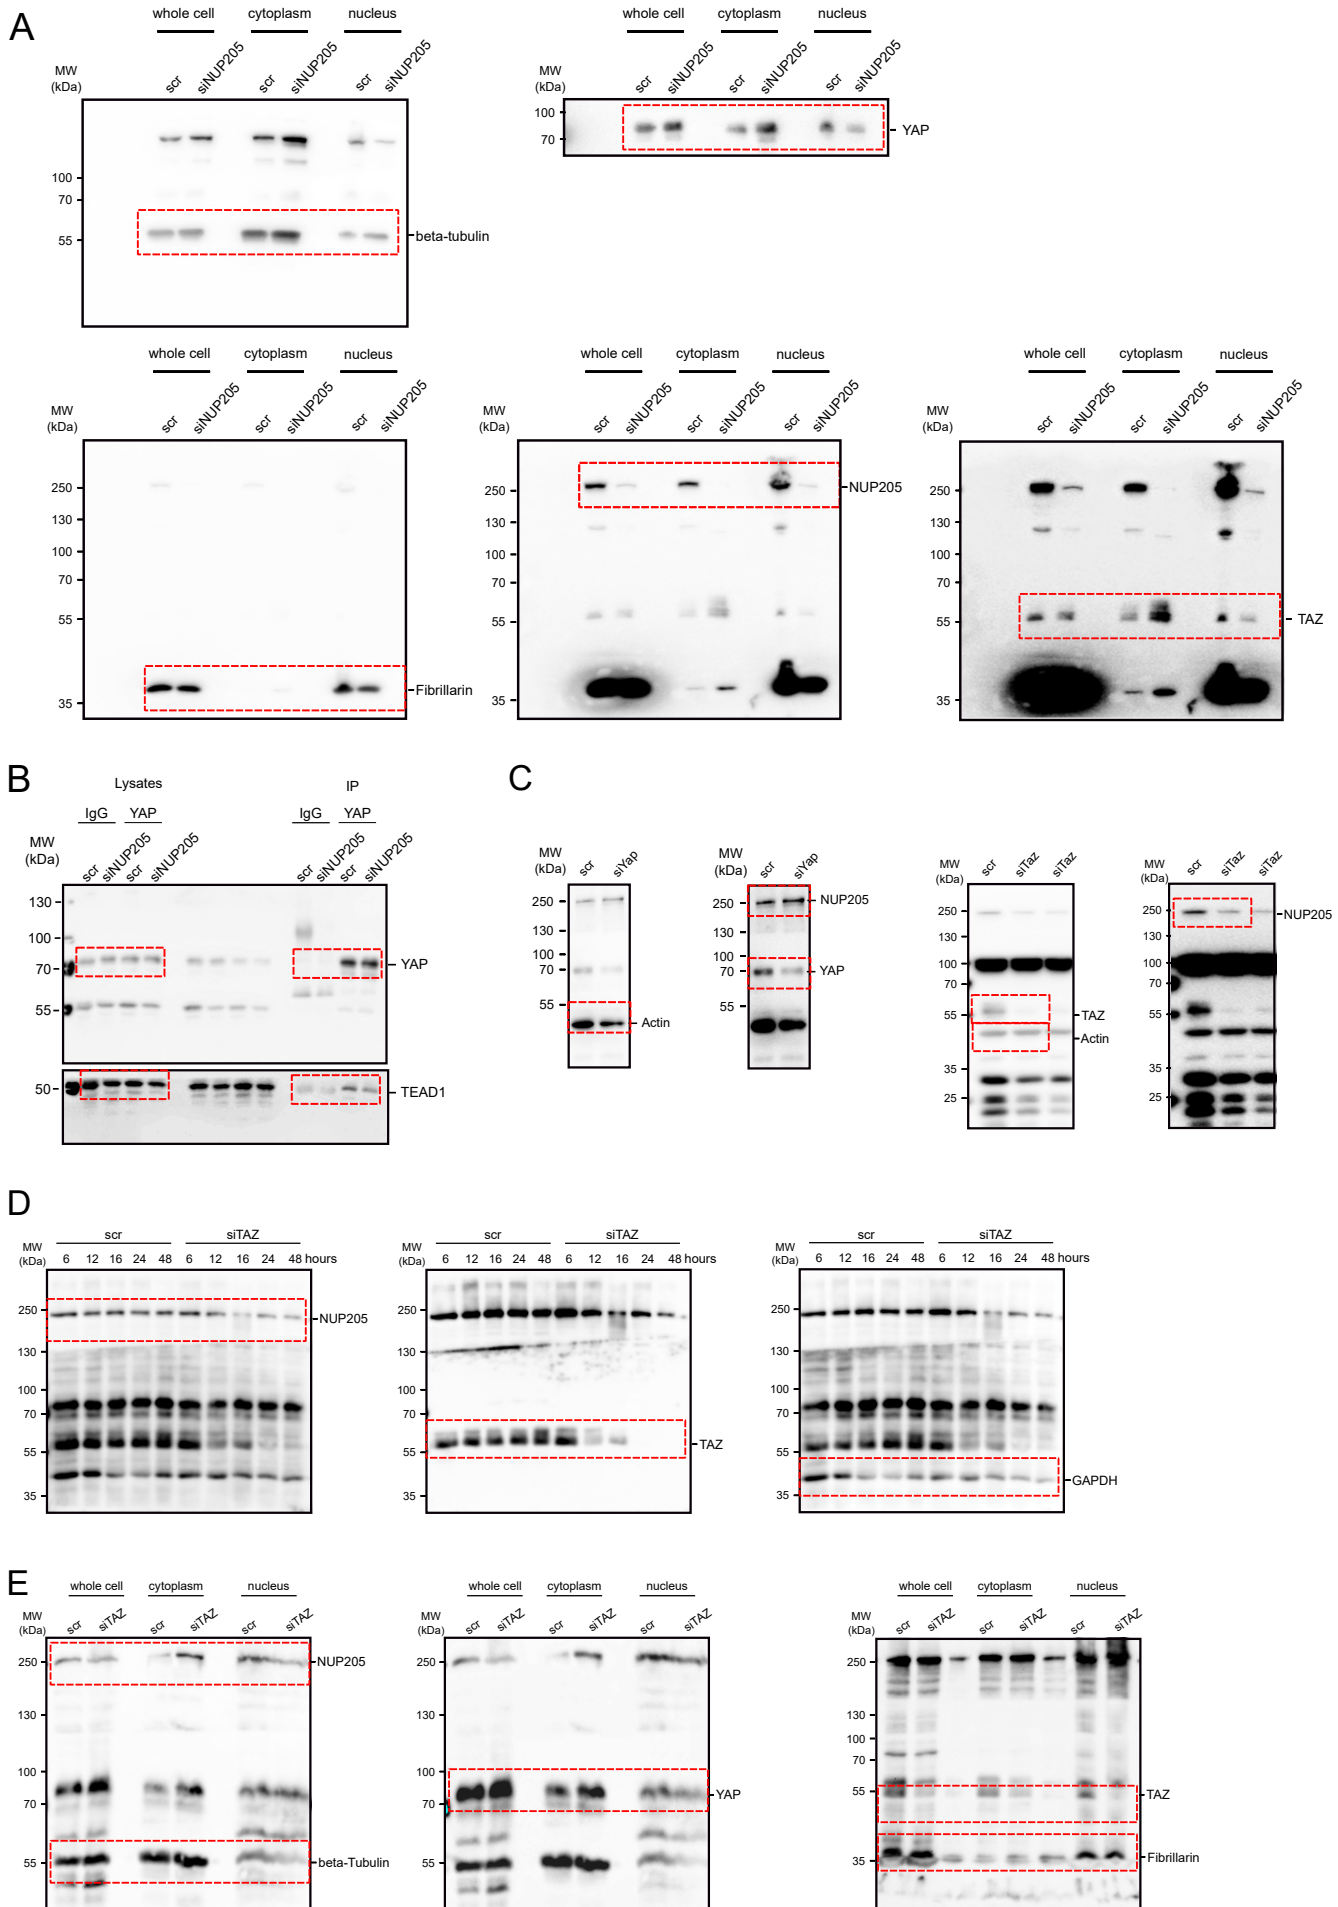 A
whole cell cytoplasm nucleus
MW (kDa)
scr siNUP205 scr siNUP205 scr siNUP205
100
70
55
beta-tubulin
whole cell cytoplasm nucleus
MW (kDa)
scr siNUP205 scr siNUP205 scr siNUP205
100
70
YAP
whole cell cytoplasm nucleus
MW (kDa)
scr siNUP205 scr siNUP205 scr siNUP205
250
130
100
70
55
35
Fibrillarin
whole cell cytoplasm nucleus
MW (kDa)
scr siNUP205 scr siNUP205 scr siNUP205
250
130
100
70
55
35
NUP205
whole cell cytoplasm nucleus
MW (kDa)
scr siNUP205 scr siNUP205 scr siNUP205
250
130
100
70
55
35
TAZ
B
Lysates IP
IgG YAP IgG YAP
MW (kDa)
scr siNUP205 scr siNUP205 scr siNUP205 scr siNUP205
130
100
70
55
YAP
50
TEAD1
C
MW (kDa)
scr siYap
250
130
100
70
55
Actin
MW (kDa)
scr siYap
250
130
100
70
55
NUP205
YAP
MW (kDa)
scr siTaz siTaz
250
130
100
70
55
35
25
TAZ
Actin
MW (kDa)
scr siTaz siTaz
250
130
100
70
55
35
25
NUP205
D
scr siTAZ
MW (kDa)
6 12 16 24 48 6 12 16 24 48 hours
250
130
100
70
55
35
NUP205
scr siTAZ
MW (kDa)
6 12 16 24 48 6 12 16 24 48 hours
250
130
100
70
55
35
TAZ
scr siTAZ
MW (kDa)
6 12 16 24 48 6 12 16 24 48 hours
250
130
100
70
55
35
GAPDH
E
whole cell cytoplasm nucleus
MW (kDa)
scr siTAZ scr siTAZ scr siTAZ
250
130
100
70
55
NUP205
beta-Tubulin
whole cell cytoplasm nucleus
MW (kDa)
scr siTAZ scr siTAZ scr siTAZ
250
130
100
70
55
YAP
whole cell cytoplasm nucleus
MW (kDa)
scr siTAZ scr siTAZ scr siTAZ
250
130
100
70
55
35
TAZ
Fibrillarin